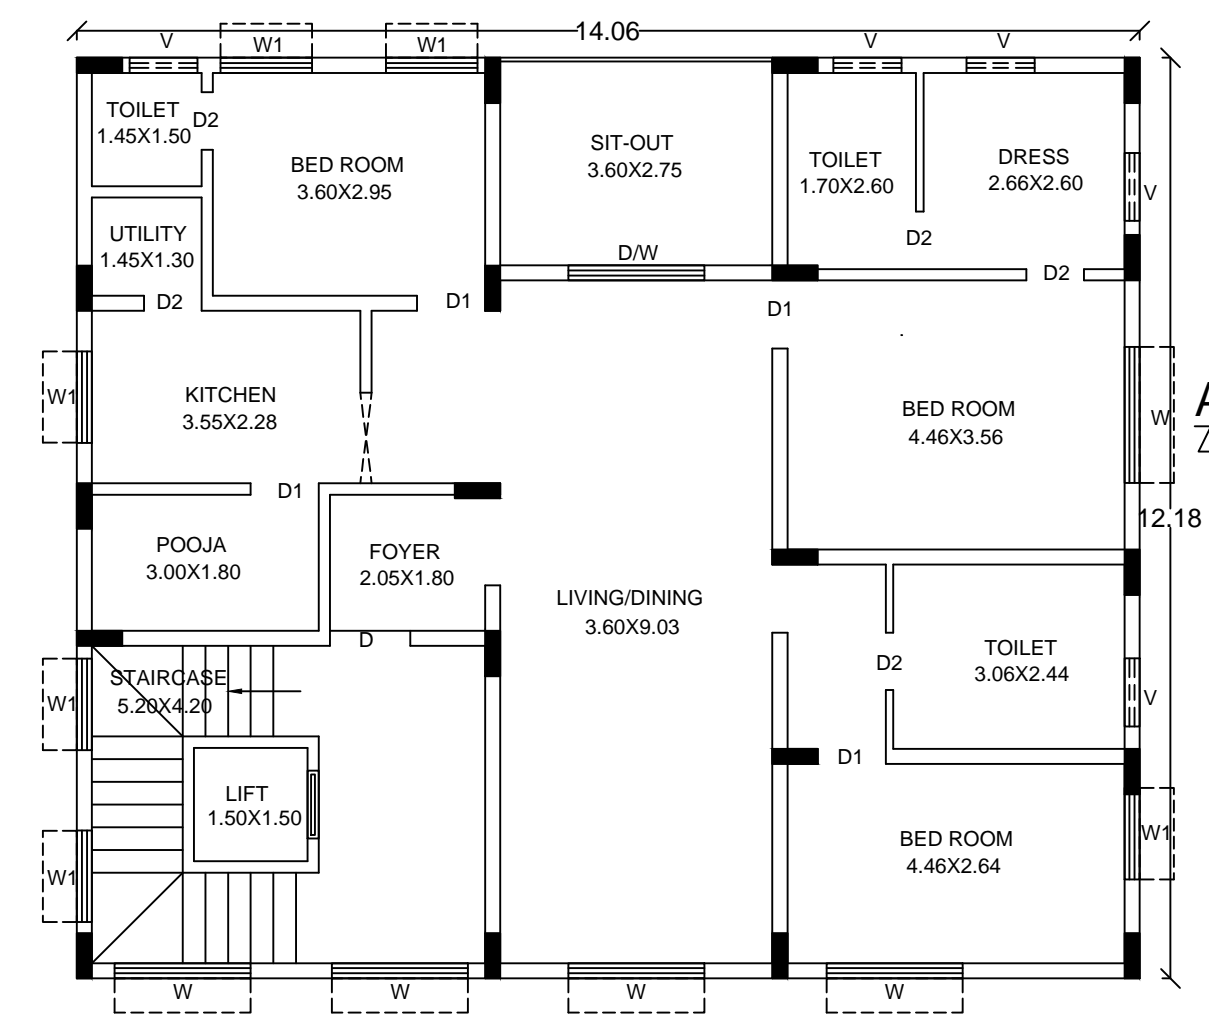 14.06
V
W1
W1
V
V
TOILET
1.45X1.50
D2
BED ROOM
3.60X2.95
SIT-OUT
3.60X2.75
TOILET
1.70X2.60
DRESS
2.66X2.60
V
UTILITY
1.45X1.30
D/W
D2
D2
D2
D1
D1
W1
KITCHEN
3.55X2.28
BED ROOM
4.46X3.56
W
A
D1
12.18
POOJA
3.00X1.80
FOYER
2.05X1.80
LIVING/DINING
3.60X9.03
D
TOILET
3.06X2.44
D2
STAIRCASE
5.20X4.20
W1
V
D1
LIFT
1.50X1.50
BED ROOM
4.46X2.64
W1
W1
W
W
W
W